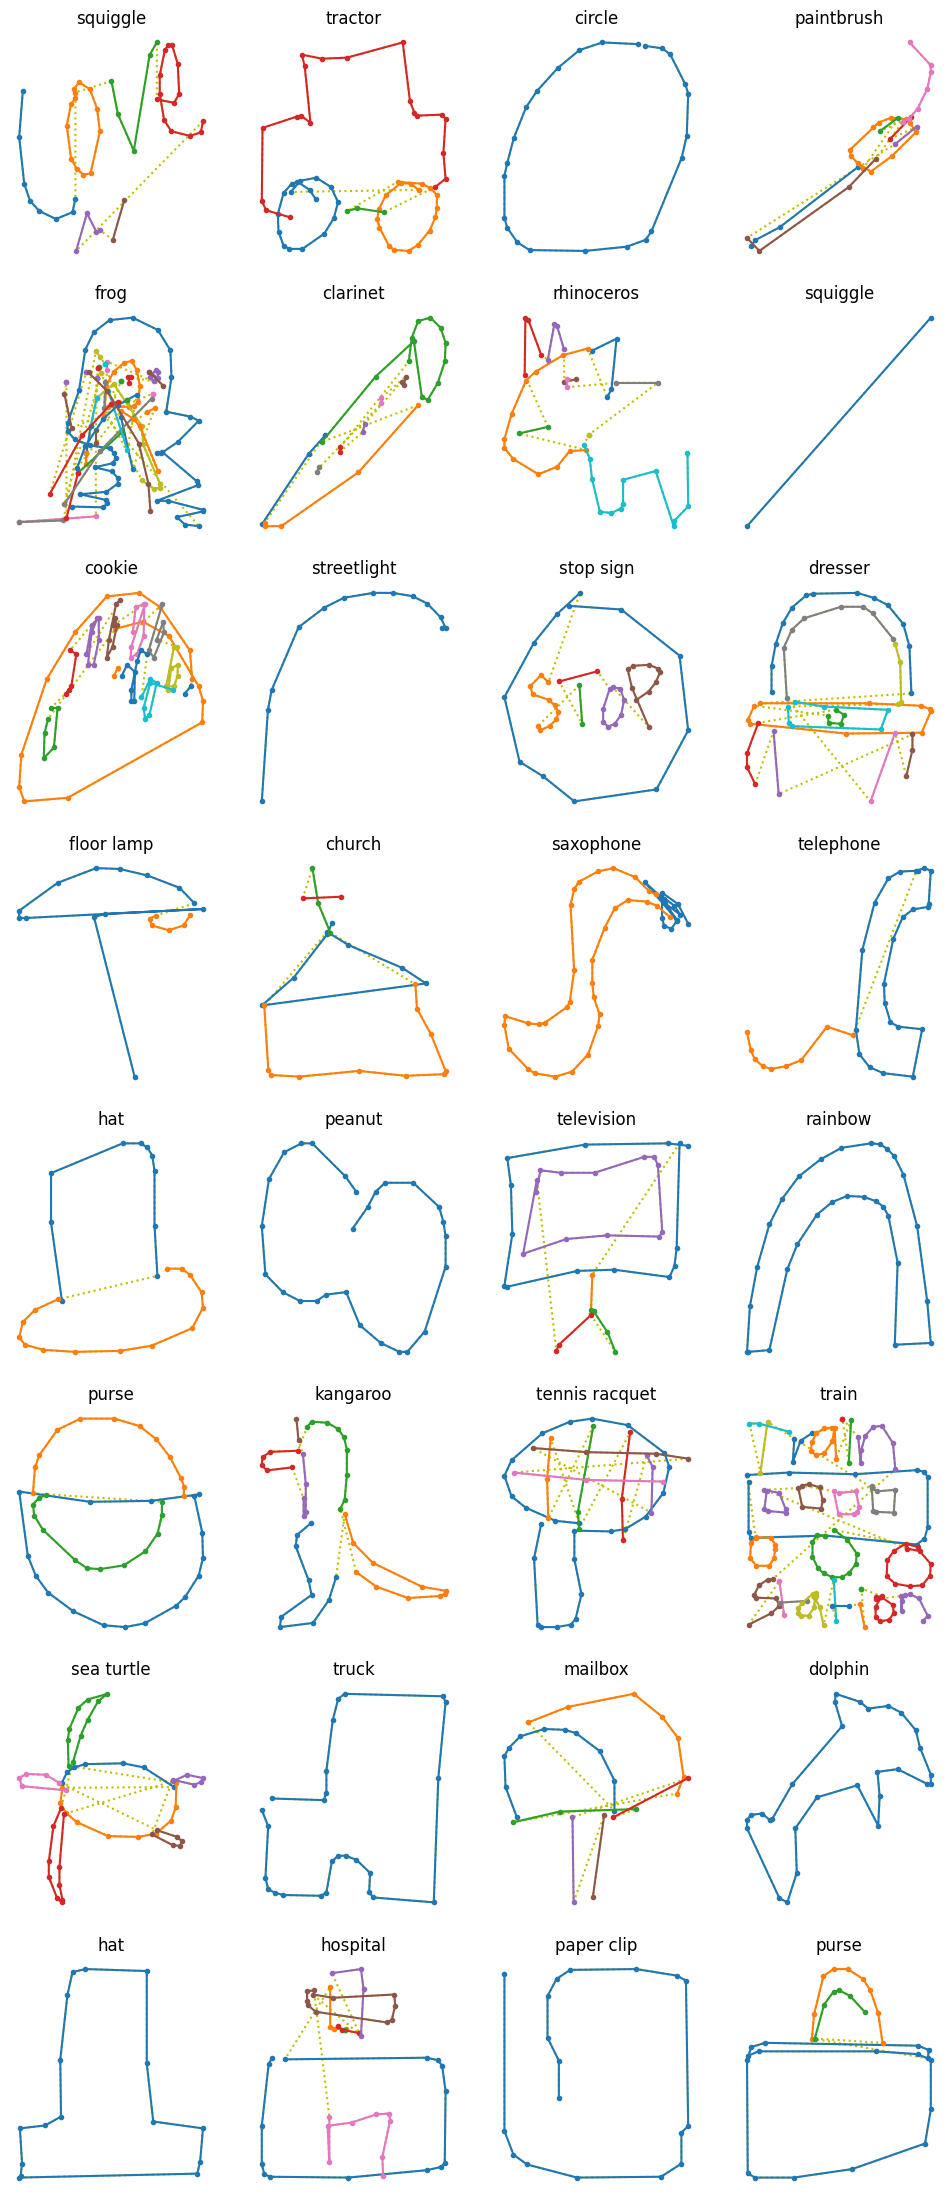 squiggle tractor circle paintbrush
frog clarinet rhinoceros squiggle
cookie streetlight stop sign dresser
STOP
floor lamp church saxophone telephone
hat peanut television rainbow
purse kangaroo tennis racquet train
sea turtle truck mailbox dolphin
hat hospital paper clip purse